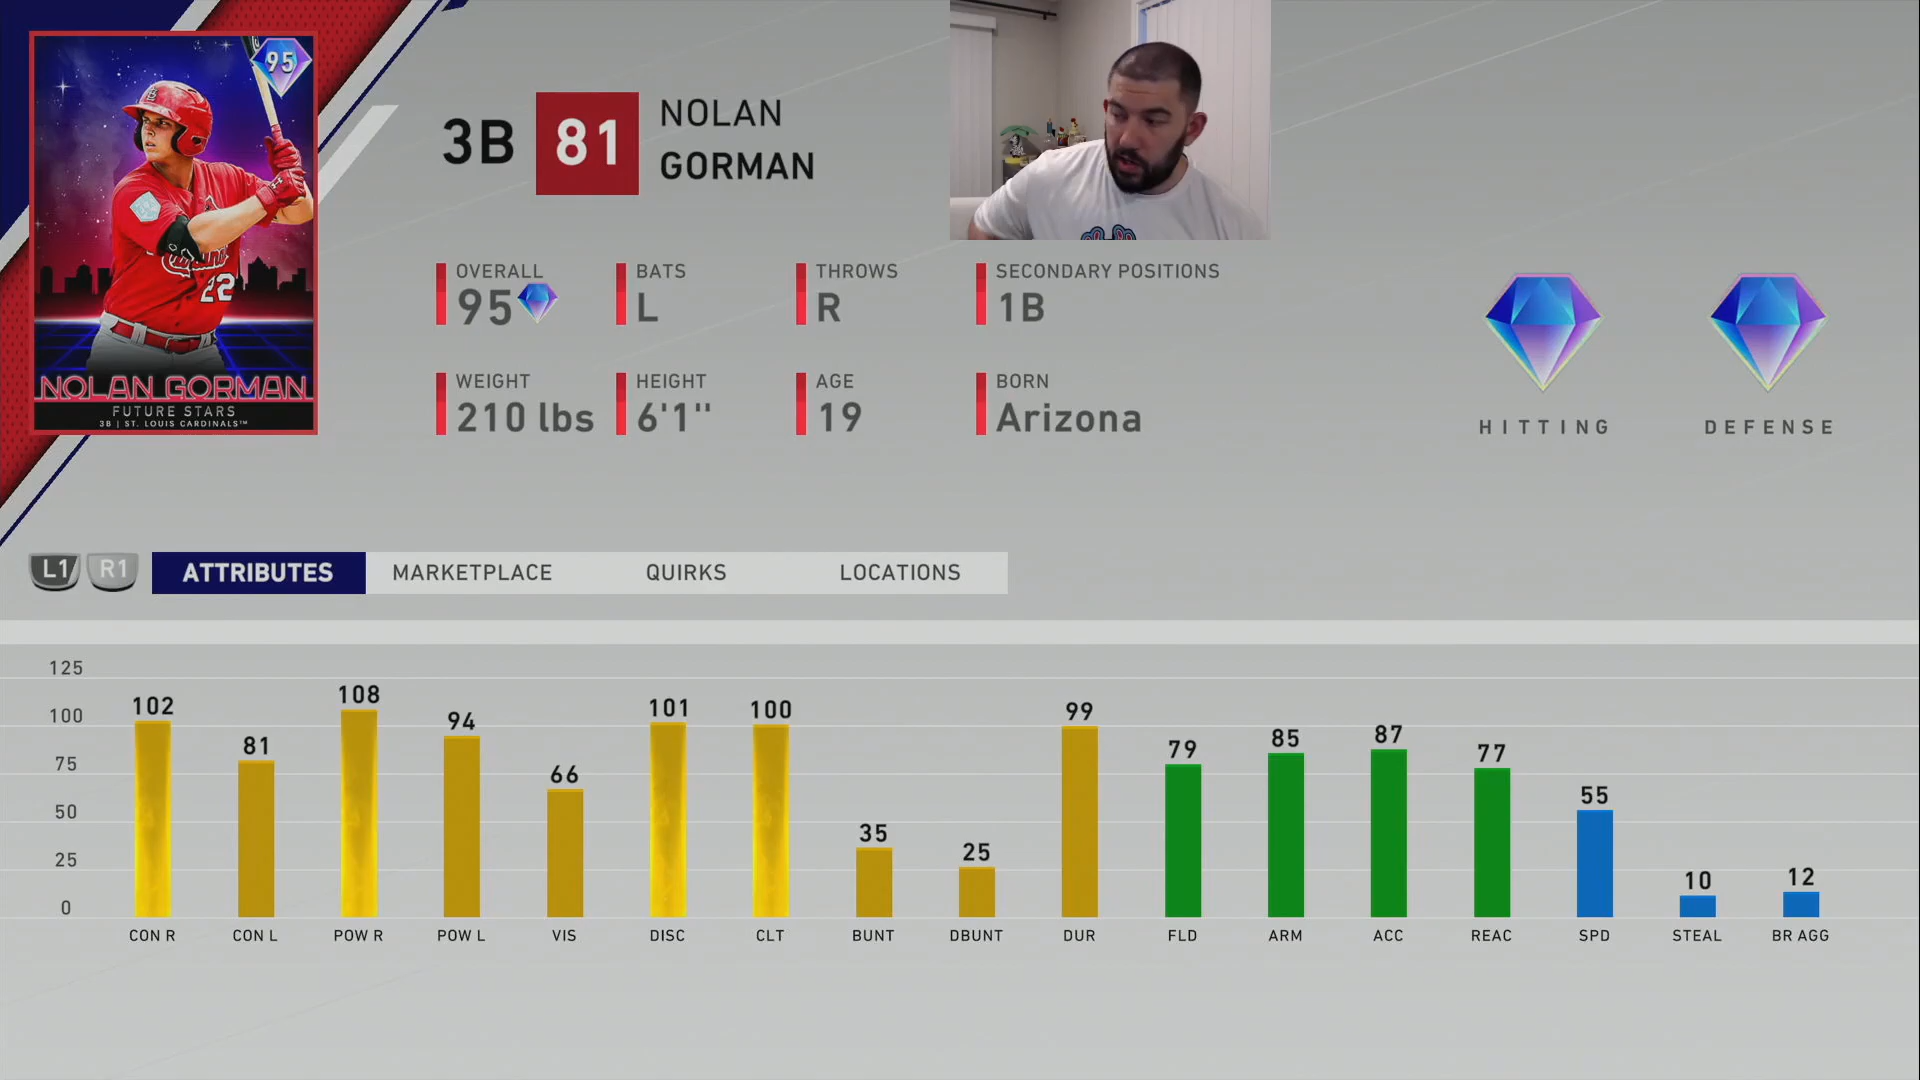 95
22
NOLAN GORMAN
FUTURE STARS
3B | ST. LOUIS CARDINALS™
3B 81 NOLAN
GORMAN
OVERALL BATS THROWS SECONDARY POSITIONS
95 L R 1B
WEIGHT HEIGHT AGE BORN
210 lbs 6'1" 19 Arizona
HITTING DEFENSE
L1 R1 ATTRIBUTES MARKETPLACE QUIRKS LOCATIONS
125
100
75
50
25
0
102 81 108 94 66 101 100 35 25 99 79 85 87 77 55 10 12
CON R CON L POW R POW L VIS DISC CLT BUNT DBUNT DUR FLD ARM ACC REAC SPD STEAL BR AGG